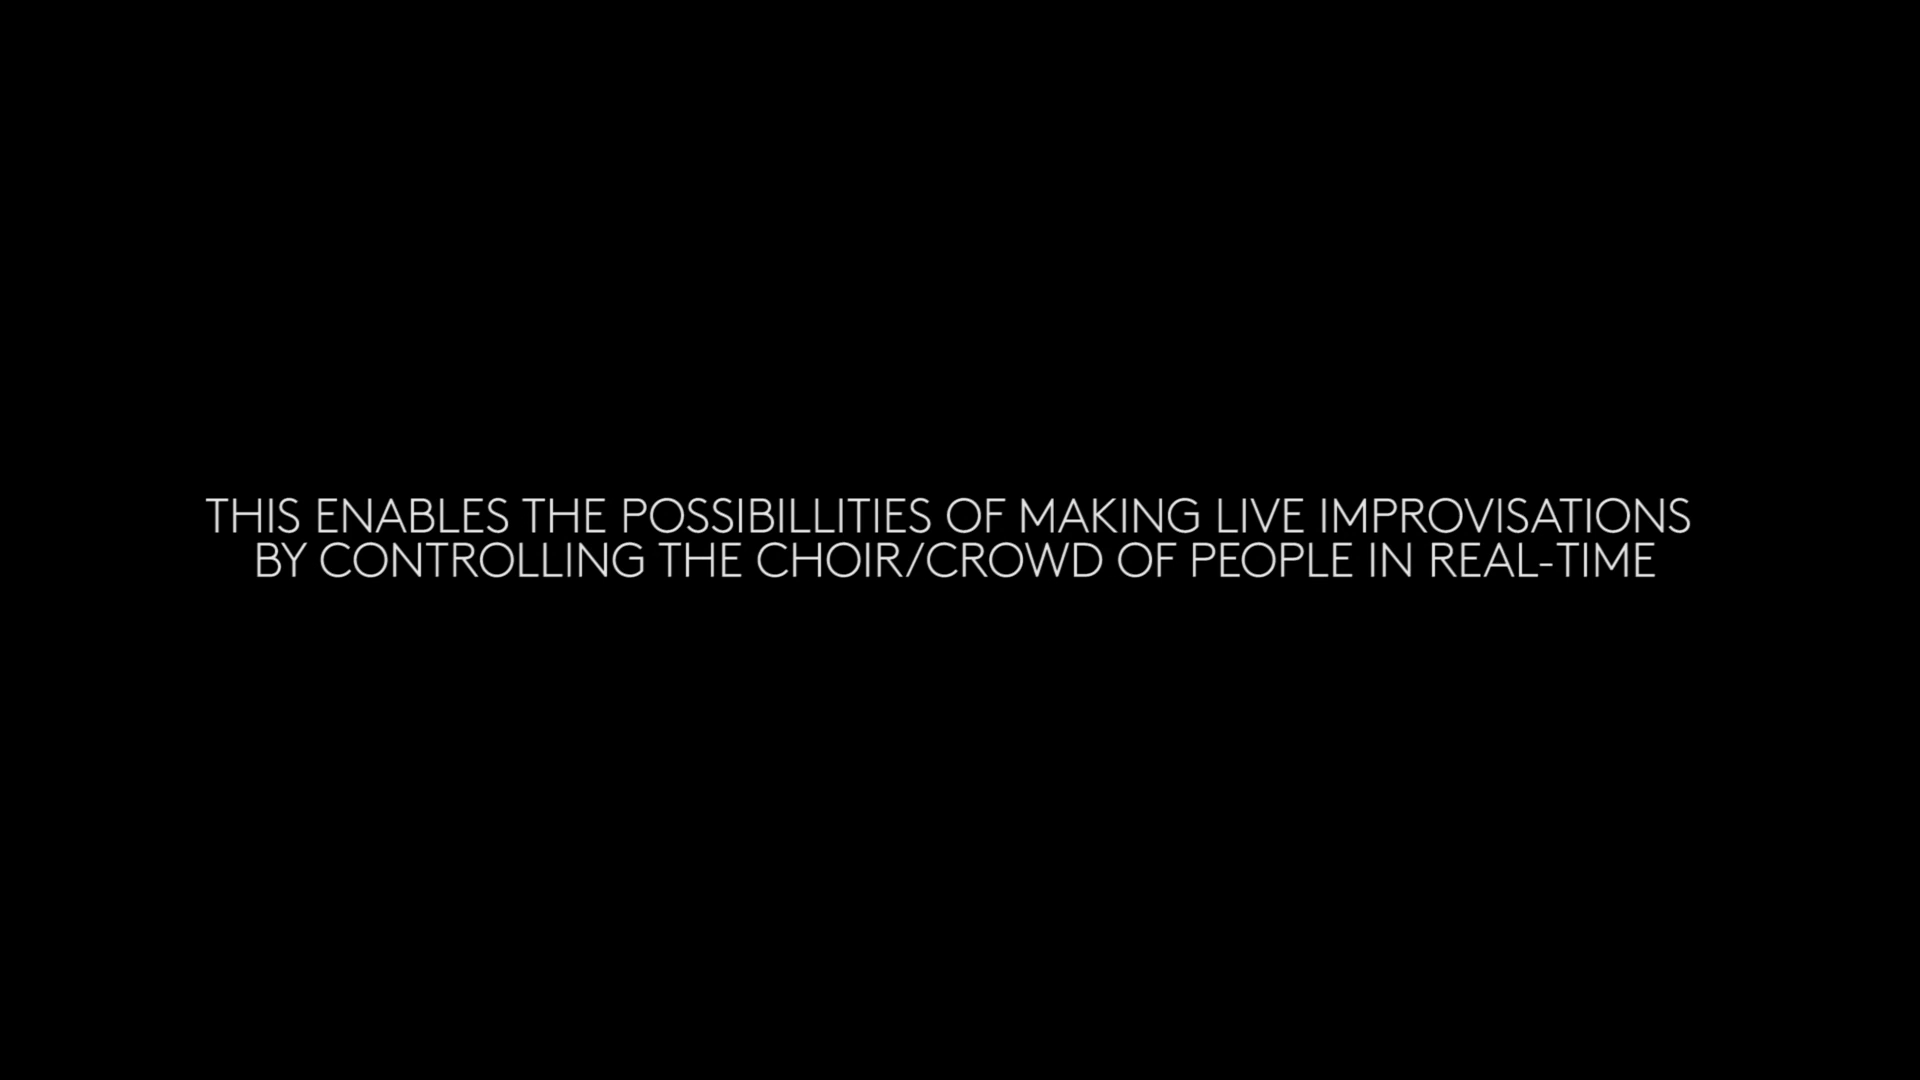 THIS ENABLES THE POSSIBILLITIES OF MAKING LIVE IMPROVISATIONS
BY CONTROLLING THE CHOIR/CROWD OF PEOPLE IN REAL-TIME